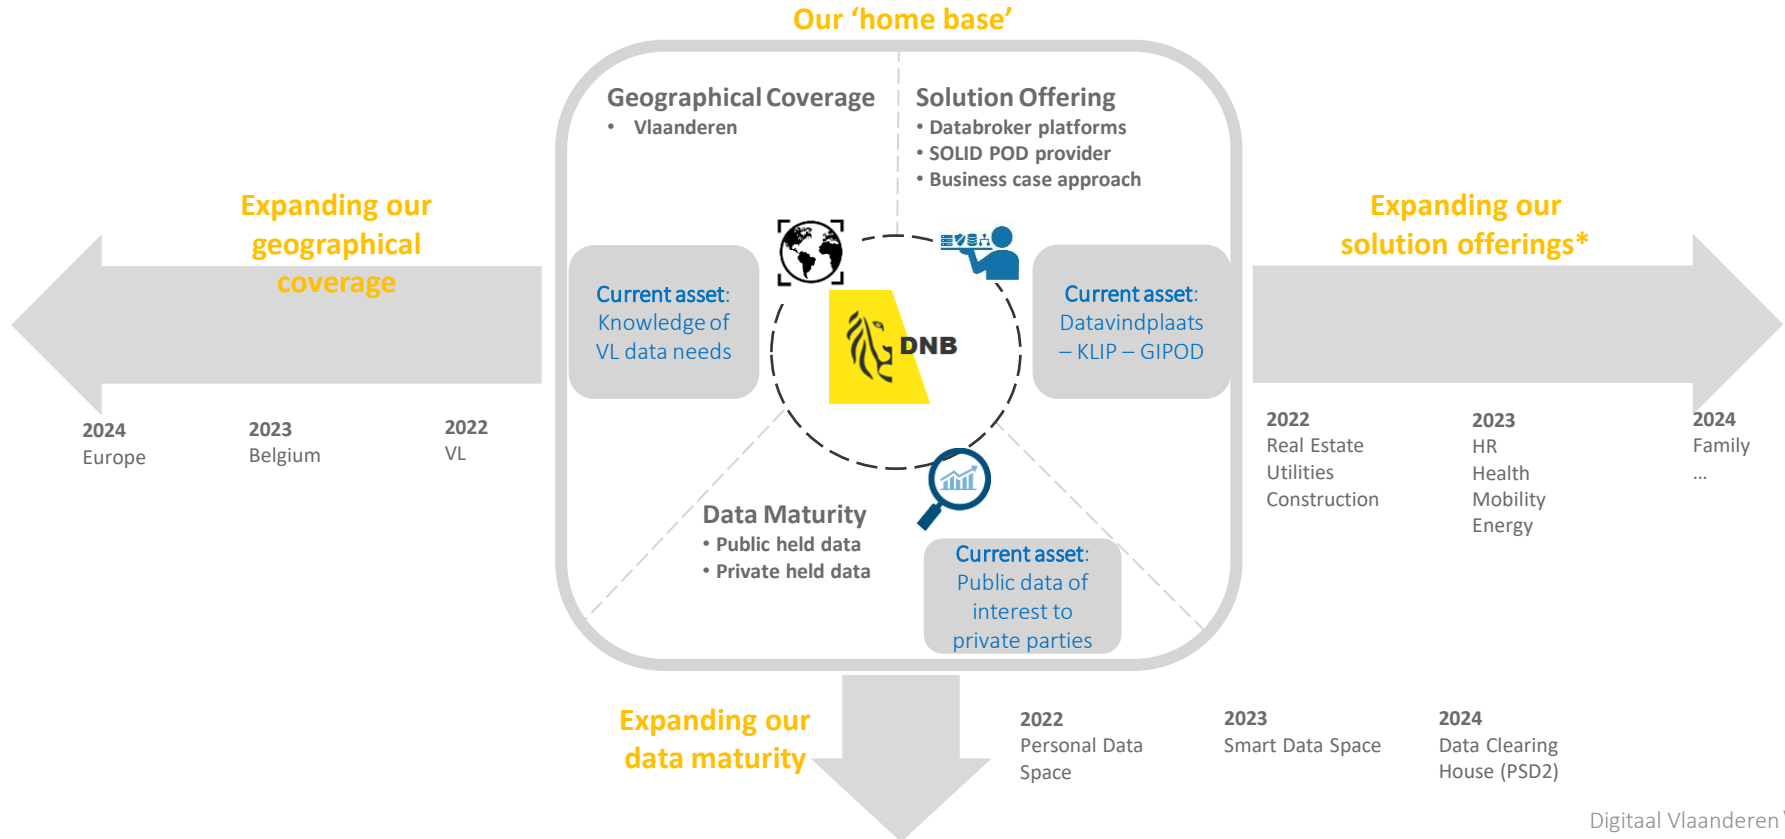 Our ‘home base’
Geographical Coverage
• Vlaanderen
Solution Offering
• Databroker platforms
• SOLID POD provider
• Business case approach
Expanding our
geographical
coverage
Expanding our
solution offerings*
Current asset:
Knowledge of
VL data needs
DNB
Current asset:
Datavindplaats
– KLIP – GIPOD
2024
Europe
2023
Belgium
2022
VL
2022
Real Estate
Utilities
Construction
2023
HR
Health
Mobility
Energy
2024
Family
...
Data Maturity
• Public held data
• Private held data
Current asset:
Public data of
interest to
private parties
Expanding our
data maturity
2022
Personal Data
Space
2023
Smart Data Space
2024
Data Clearing
House (PSD2)
Digitaal Vlaanderen